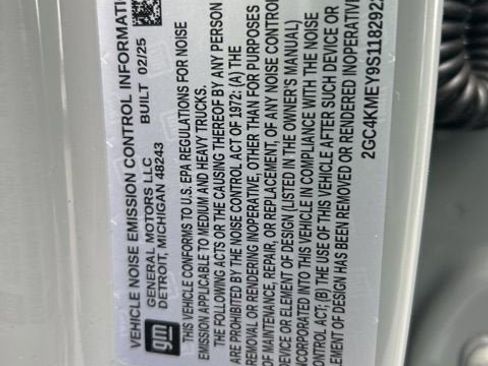 VEHICLE NOISE EMISSION CONTROL INFORMATI
gm
GENERAL MOTORS LLC
DETROIT, MICHIGAN 48243
BUILT 02/25
THIS VEHICLE CONFORMS TO U.S. EPA REGULATIONS FOR NOISE
EMISSION APPLICABLE TO MEDIUM AND HEAVY TRUCKS.
THE FOLLOWING ACTS OR THE CAUSING THEREOF BY ANY PERSON
ARE PROHIBITED BY THE NOISE CONTROL ACT OF 1972: (A) THE
REMOVAL OR RENDERING INOPERATIVE, OTHER THAN FOR PURPOSES
OF MAINTENANCE, REPAIR, OR REPLACEMENT, OF ANY NOISE CONTROL
DEVICE OR ELEMENT OF DESIGN (LISTED IN THE OWNER'S MANUAL)
INCORPORATED INTO THIS VEHICLE IN COMPLIANCE WITH THE NOISE
CONTROL ACT; (B) THE USE OF THIS VEHICLE AFTER SUCH DEVICE OR
ELEMENT OF DESIGN HAS BEEN REMOVED OR RENDERED INOPERATIVE
2GC4KMEY9S118292